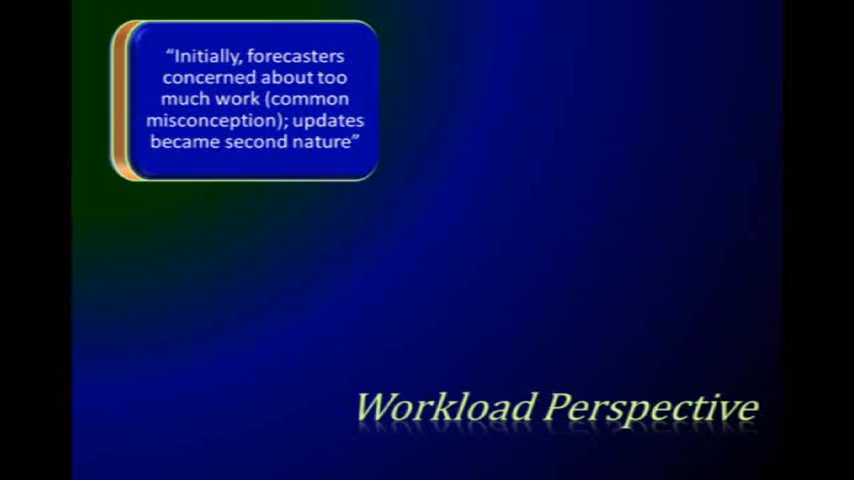 “Initially, forecasters
concerned about too
much work (common
misconception); updates
became second nature”
Workload Perspective